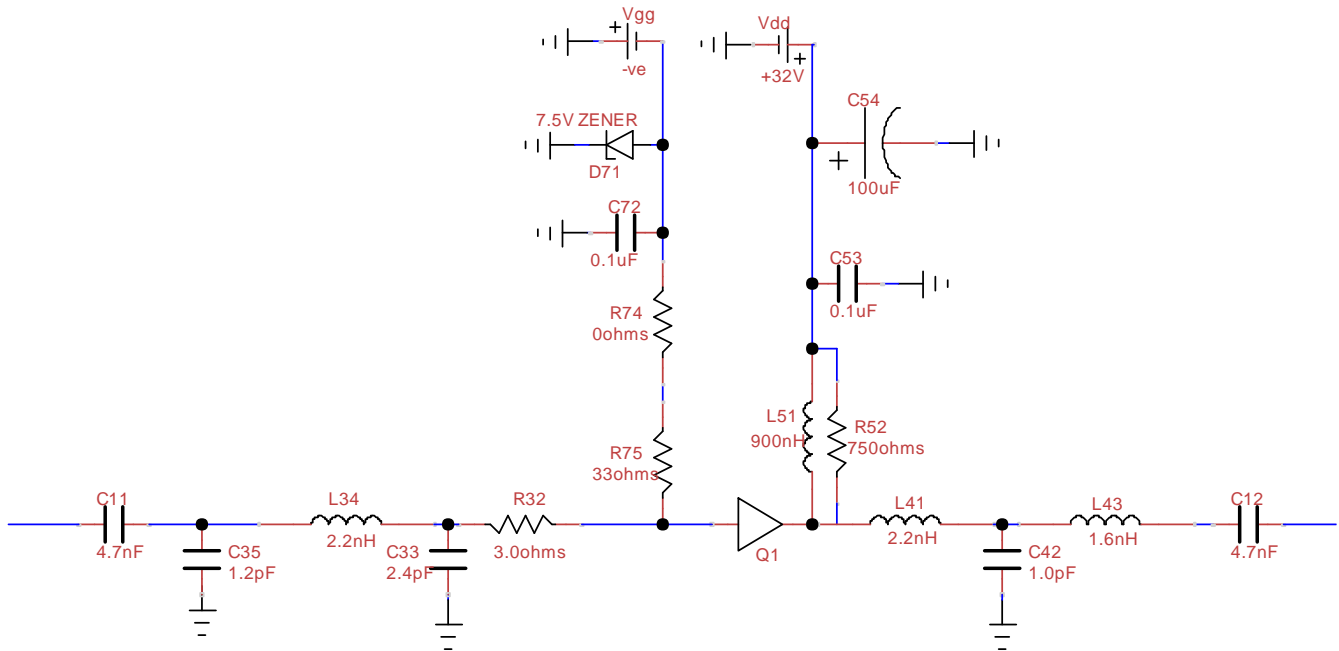 Vgg
+
-ve
Vdd
+
+32V
7.5V ZENER
D71
C54
+
100uF
C72
0.1uF
C53
0.1uF
R74
0ohms
R75
33ohms
L51
900nH
R52
750ohms
C11
4.7nF
C35
1.2pF
L34
2.2nH
C33
2.4pF
R32
3.0ohms
Q1
L41
2.2nH
C42
1.0pF
L43
1.6nH
C12
4.7nF